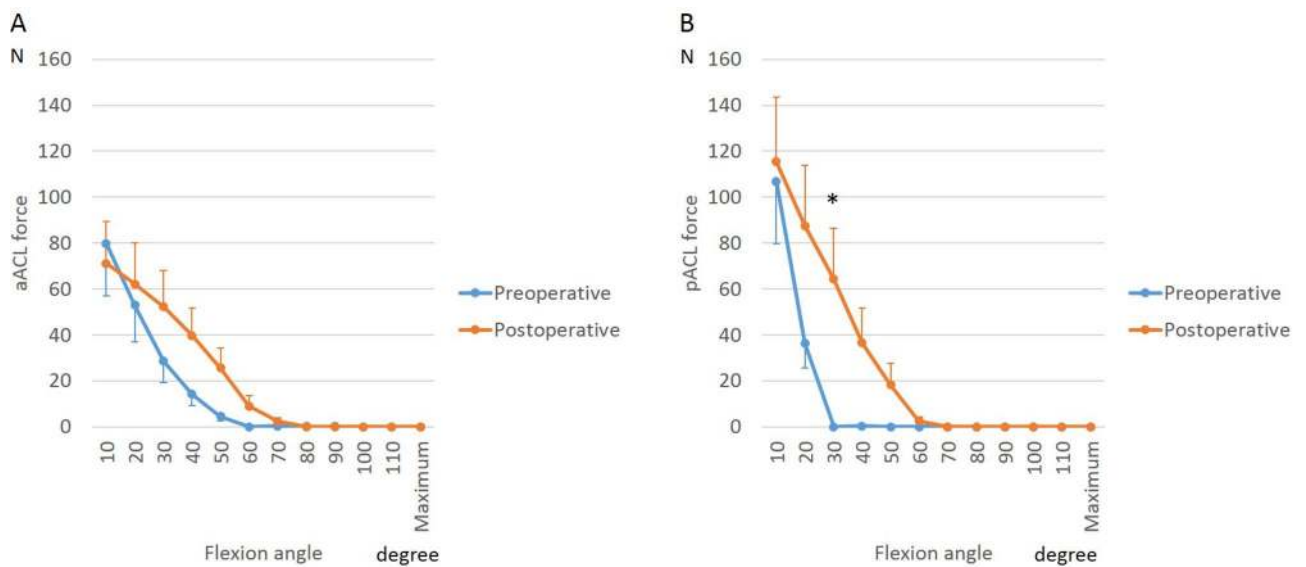 A
N
160
140
120
100
80
60
40
20
0
aACL force
10 20 30 40 50 60 70 80 90 100 110 Maximum
Flexion angle degree
Preoperative
Postoperative
B
N
160
140
120
100
80
60
40
20
0
pACL force
*
10 20 30 40 50 60 70 80 90 100 110 Maximum
Flexion angle degree
Preoperative
Postoperative